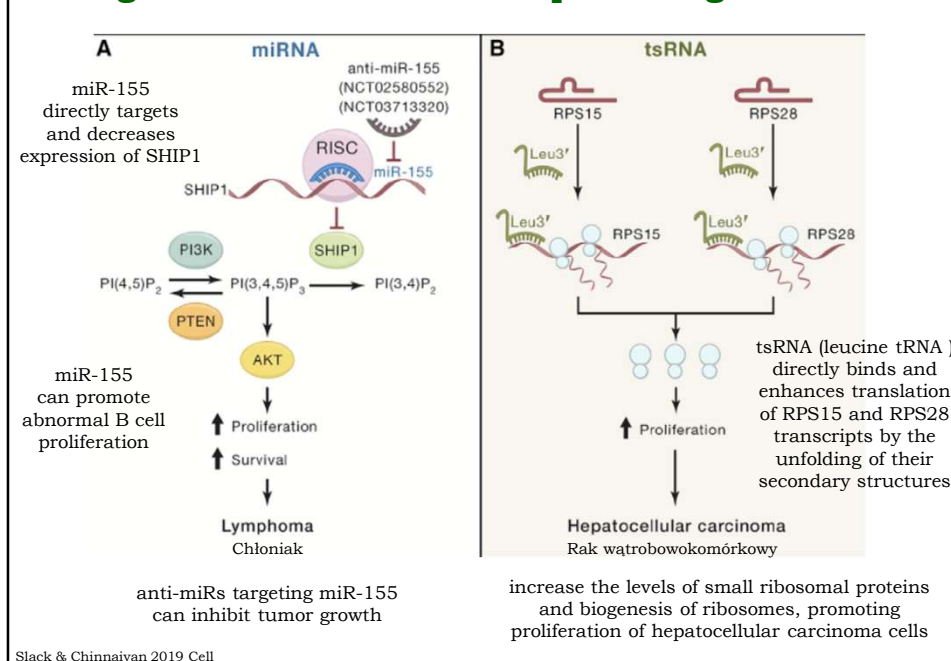 A
miRNA
miR-155
directly targets
and decreases
expression of SHIP1
anti-miR-155
(NCT02580552)
(NCT03713320)
RISC
miR-155
SHIP1
SHIP1
PI3K
PI(4,5)P₂
PI(3,4,5)P₃
PI(3,4)P₂
PTEN
AKT
miR-155
can promote
abnormal B cell
proliferation
Proliferation
Survival
Lymphoma
Chłoniak
anti-miRs targeting miR-155
can inhibit tumor growth
B
tsRNA
RPS15
RPS28
Leu3′
Leu3′
Leu3′
RPS15
Leu3′
RPS28
tsRNA (leucine tRNA )
directly binds and
enhances translation
of RPS15 and RPS28
transcripts by the
unfolding of their
secondary structures
Proliferation
Hepatocellular carcinoma
Rak wątrobowokomórkowy
increase the levels of small ribosomal proteins
and biogenesis of ribosomes, promoting
proliferation of hepatocellular carcinoma cells
Slack & Chinnaiyan 2019 Cell